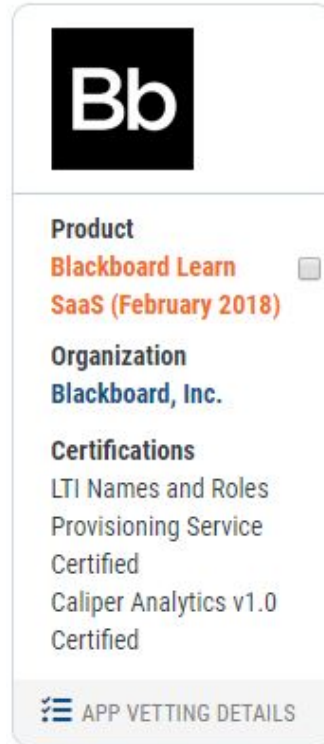 Bb
Product
Blackboard Learn
SaaS (February 2018)
Organization
Blackboard, Inc.
Certifications
LTI Names and Roles
Provisioning Service
Certified
Caliper Analytics v1.0
Certified
APP VETTING DETAILS